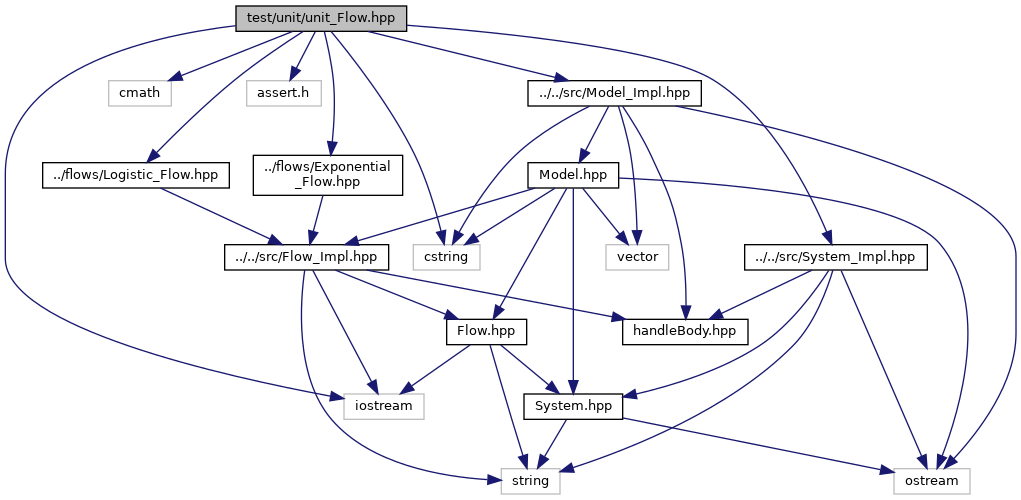 test/unit/unit_Flow.hpp
cmath
assert.h
../../src/Model_Impl.hpp
../flows/Logistic_Flow.hpp
../flows/Exponential
_Flow.hpp
Model.hpp
../../src/Flow_Impl.hpp
cstring
vector
../../src/System_Impl.hpp
Flow.hpp
handleBody.hpp
iostream
System.hpp
string
ostream